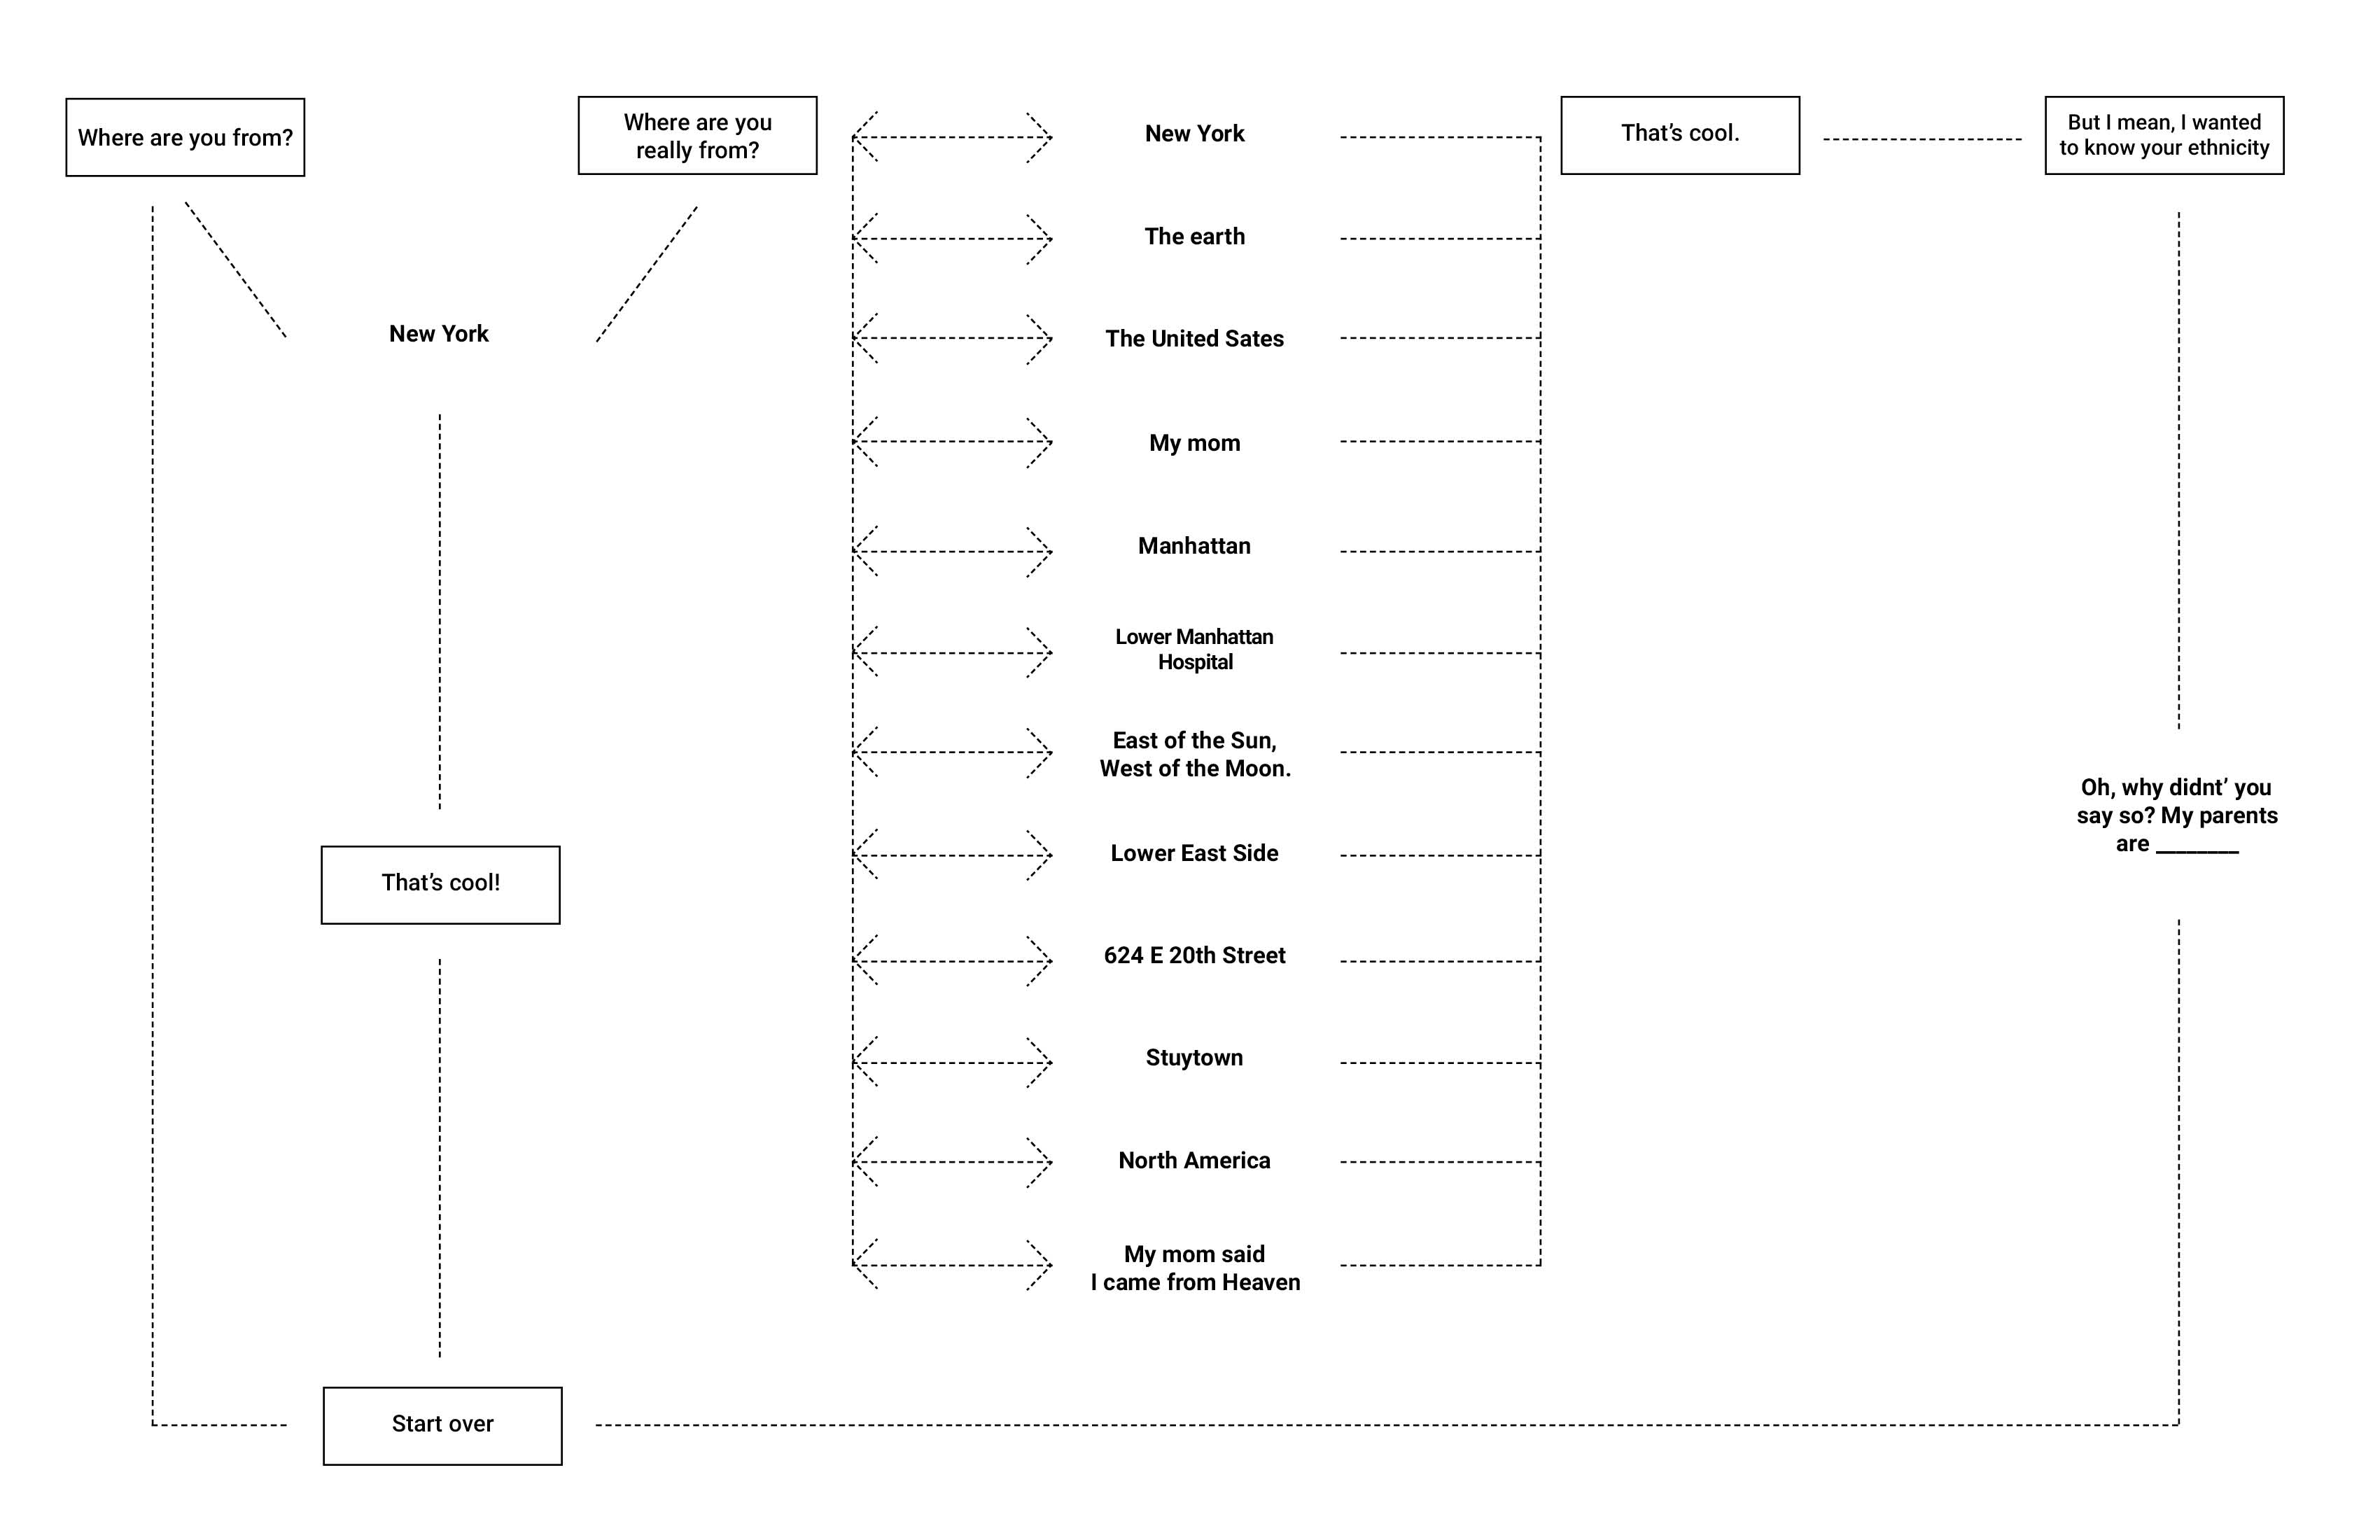 Where are you from?
New York
Where are you
really from?
That’s cool!
Start over
New York
The earth
The United Sates
My mom
Manhattan
Lower Manhattan
Hospital
East of the Sun,
West of the Moon.
Lower East Side
624 E 20th Street
Stuytown
North America
My mom said
I came from Heaven
That’s cool.
But I mean, I wanted
to know your ethnicity
Oh, why didnt’ you
say so? My parents
are ________